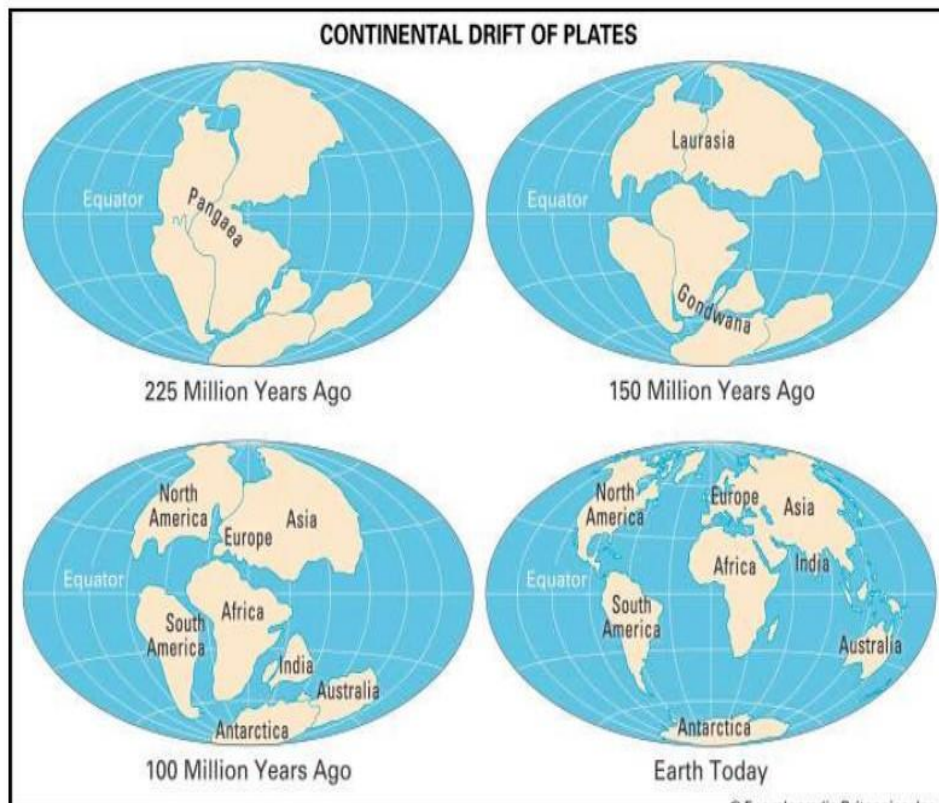 CONTINENTAL DRIFT OF PLATES
Equator
Pangaea
225 Million Years Ago
Laurasia
Gondwana
150 Million Years Ago
North
America
Europe
Asia
Equator
South
America
Africa
India
Australia
Antarctica
100 Million Years Ago
North
America
Europe
Asia
Equator
Africa
India
South
America
Australia
Antarctica
Earth Today